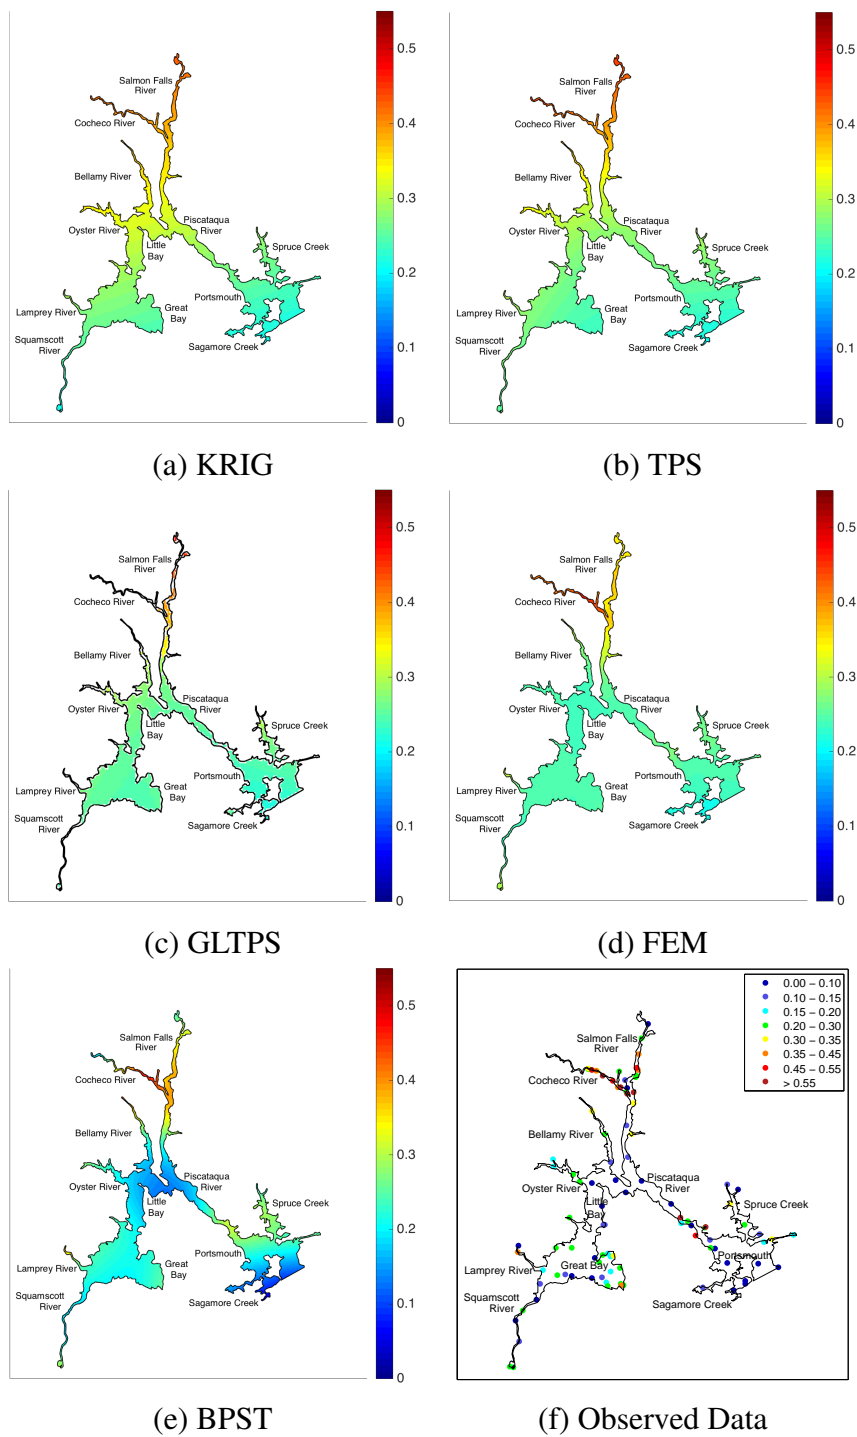 0.5
0.4
0.3
0.2
0.1
0
Salmon Falls
River
Cocheco River
Bellamy River
Oyster River
Little
Bay
Piscataqua
River
Spruce Creek
Portsmouth
Lamprey River
Great
Bay
Squamscott
River
Sagamore Creek
(a) KRIG
0.5
0.4
0.3
0.2
0.1
0
Salmon Falls
River
Cocheco River
Bellamy River
Oyster River
Little
Bay
Piscataqua
River
Spruce Creek
Portsmouth
Lamprey River
Great
Bay
Squamscott
River
Sagamore Creek
(b) TPS
0.5
0.4
0.3
0.2
0.1
0
Salmon Falls
River
Cocheco River
Bellamy River
Oyster River
Little
Bay
Piscataqua
River
Spruce Creek
Portsmouth
Lamprey River
Great
Bay
Squamscott
River
Sagamore Creek
(c) GLTPS
0.5
0.4
0.3
0.2
0.1
0
Salmon Falls
River
Cocheco River
Bellamy River
Oyster River
Little
Bay
Piscataqua
River
Spruce Creek
Portsmouth
Lamprey River
Great
Bay
Squamscott
River
Sagamore Creek
(d) FEM
0.5
0.4
0.3
0.2
0.1
0
Salmon Falls
River
Cocheco River
Bellamy River
Oyster River
Little
Bay
Piscataqua
River
Spruce Creek
Portsmouth
Lamprey River
Great
Bay
Squamscott
River
Sagamore Creek
(e) BPST
0.00 – 0.10
0.10 – 0.15
0.15 – 0.20
0.20 – 0.30
0.30 – 0.35
0.35 – 0.45
0.45 – 0.55
> 0.55
Salmon Falls
River
Cocheco River
Bellamy River
Oyster River
Little
Bay
Piscataqua
River
Spruce Creek
Portsmouth
Lamprey River
Great Bay
Squamscott
River
Sagamore Creek
(f) Observed Data